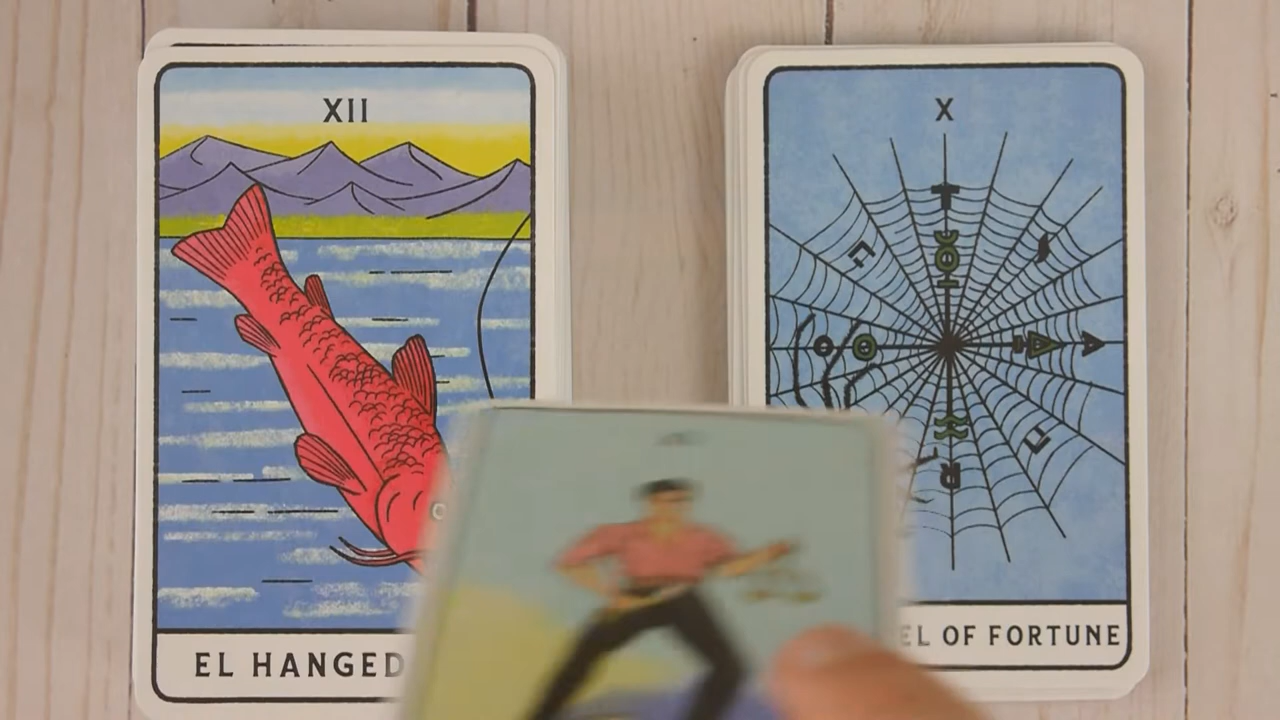 XII
EL HANGED
X
T
R
EL OF FORTUNE